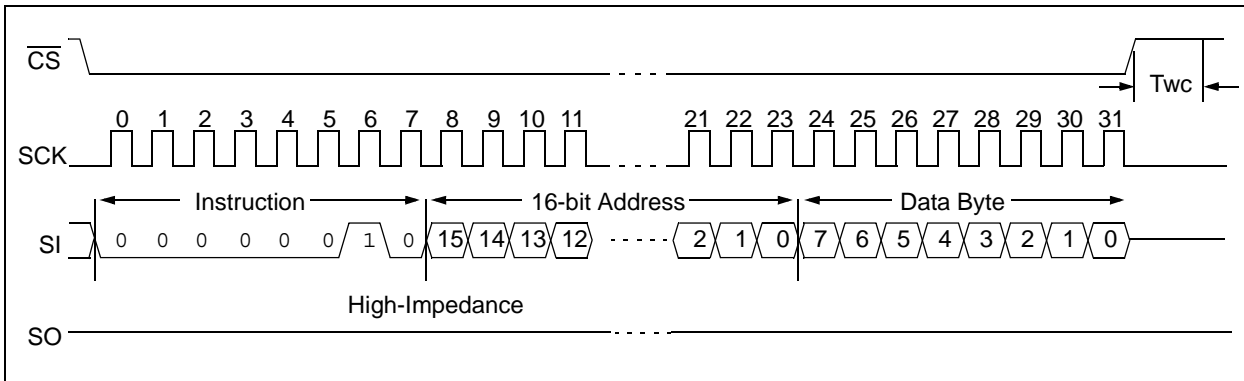 CS
Twc
0 1 2 3 4 5 6 7 8 9 10 11 21 22 23 24 25 26 27 28 29 30 31
SCK
Instruction 16-bit Address Data Byte
SI 0 0 0 0 0 0 1 0 15 14 13 12 2 1 0 7 6 5 4 3 2 1 0
High-Impedance
SO